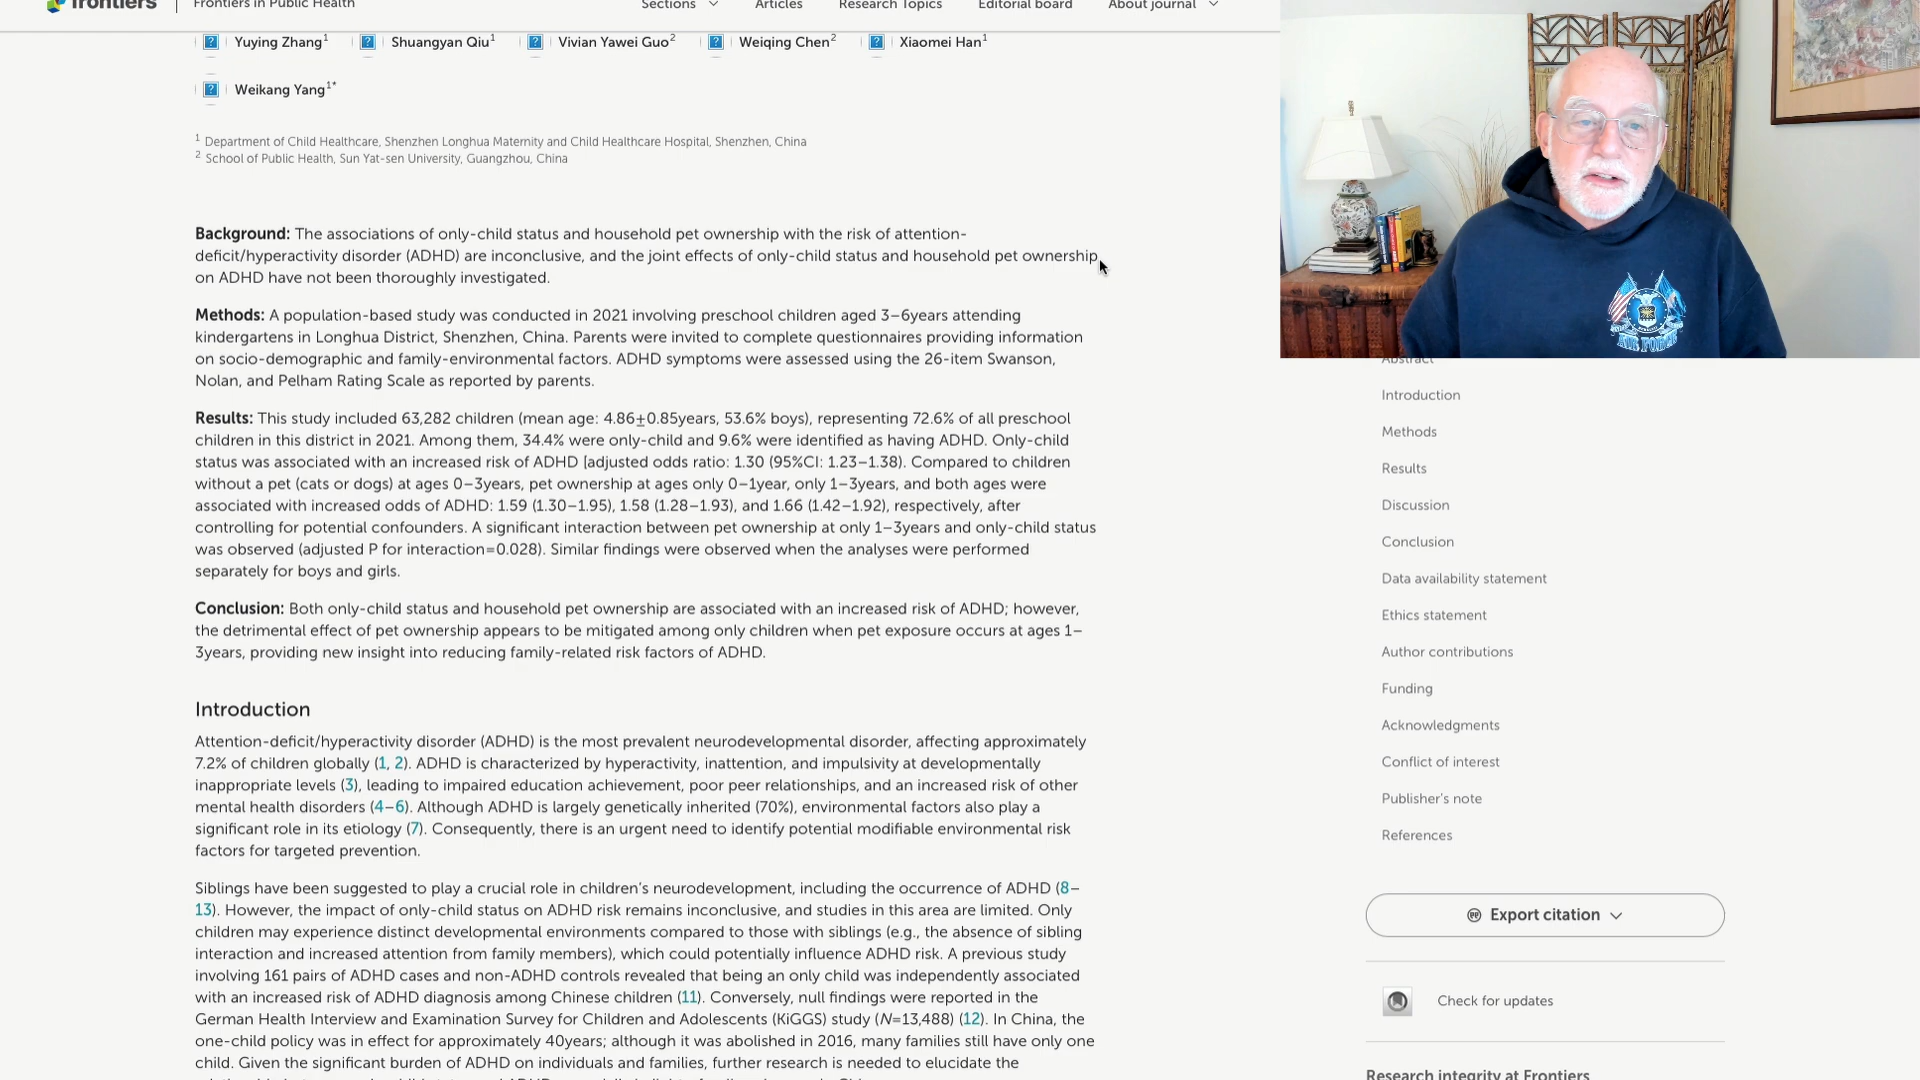 frontiers | Frontiers in Public Health
Sections Articles Research Topics Editorial board About journal
Yuying Zhang1 Shuangyan Qiu1 Vivian Yawei Guo2 Weiqing Chen2 Xiaomei Han1
Weikang Yang1*
1 Department of Child Healthcare, Shenzhen Longhua Maternity and Child Healthcare Hospital, Shenzhen, China
2 School of Public Health, Sun Yat-sen University, Guangzhou, China
Background: The associations of only-child status and household pet ownership with the risk of attention-
deficit/hyperactivity disorder (ADHD) are inconclusive, and the joint effects of only-child status and household pet ownership
on ADHD have not been thoroughly investigated.
Methods: A population-based study was conducted in 2021 involving preschool children aged 3–6years attending
kindergartens in Longhua District, Shenzhen, China. Parents were invited to complete questionnaires providing information
on socio-demographic and family-environmental factors. ADHD symptoms were assessed using the 26-item Swanson,
Nolan, and Pelham Rating Scale as reported by parents.
Results: This study included 63,282 children (mean age: 4.86±0.85years, 53.6% boys), representing 72.6% of all preschool
children in this district in 2021. Among them, 34.4% were only-child and 9.6% were identified as having ADHD. Only-child
status was associated with an increased risk of ADHD [adjusted odds ratio: 1.30 (95%CI: 1.23–1.38). Compared to children
without a pet (cats or dogs) at ages 0–3years, pet ownership at ages only 0–1year, only 1–3years, and both ages were
associated with increased odds of ADHD: 1.59 (1.30–1.95), 1.58 (1.28–1.93), and 1.66 (1.42–1.92), respectively, after
controlling for potential confounders. A significant interaction between pet ownership at only 1–3years and only-child status
was observed (adjusted P for interaction=0.028). Similar findings were observed when the analyses were performed
separately for boys and girls.
Conclusion: Both only-child status and household pet ownership are associated with an increased risk of ADHD; however,
the detrimental effect of pet ownership appears to be mitigated among only children when pet exposure occurs at ages 1–
3years, providing new insight into reducing family-related risk factors of ADHD.
Introduction
Attention-deficit/hyperactivity disorder (ADHD) is the most prevalent neurodevelopmental disorder, affecting approximately
7.2% of children globally (1, 2). ADHD is characterized by hyperactivity, inattention, and impulsivity at developmentally
inappropriate levels (3), leading to impaired education achievement, poor peer relationships, and an increased risk of other
mental health disorders (4–6). Although ADHD is largely genetically inherited (70%), environmental factors also play a
significant role in its etiology (7). Consequently, there is an urgent need to identify potential modifiable environmental risk
factors for targeted prevention.
Siblings have been suggested to play a crucial role in children's neurodevelopment, including the occurrence of ADHD (8–
13). However, the impact of only-child status on ADHD risk remains inconclusive, and studies in this area are limited. Only
children may experience distinct developmental environments compared to those with siblings (e.g., the absence of sibling
interaction and increased attention from family members), which could potentially influence ADHD risk. A previous study
involving 161 pairs of ADHD cases and non-ADHD controls revealed that being an only child was independently associated
with an increased risk of ADHD diagnosis among Chinese children (11). Conversely, null findings were reported in the
German Health Interview and Examination Survey for Children and Adolescents (KiGGS) study (N=13,488) (12). In China, the
one-child policy was in effect for approximately 40years; although it was abolished in 2016, many families still have only one
child. Given the significant burden of ADHD on individuals and families, further research is needed to elucidate the
AIR FORCE
Abstract
Introduction
Methods
Results
Discussion
Conclusion
Data availability statement
Ethics statement
Author contributions
Funding
Acknowledgments
Conflict of interest
Publisher's note
References
Export citation
Check for updates
Research integrity at Frontiers